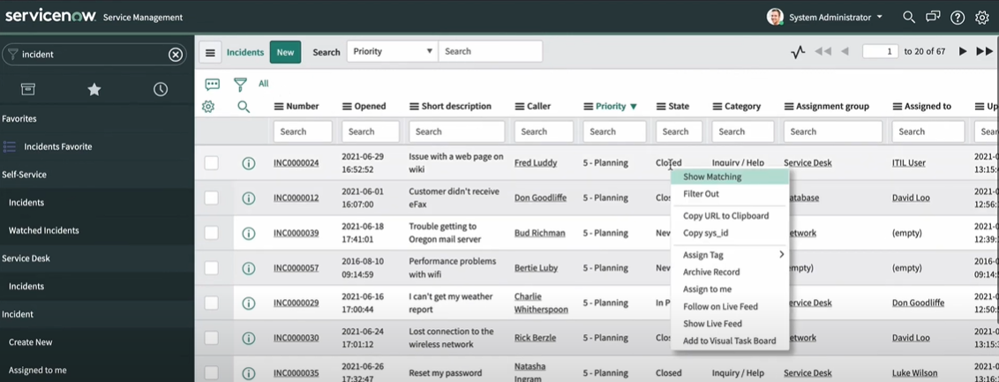 servicenow Service Management
System Administrator
incident
Incidents New Search Priority Search 1 to 20 of 67
All
Number Opened Short description Caller Priority State Category Assignment group Assigned to Up
Search Search Search Search Search Search Search Search Search Sear
Favorites
Incidents Favorite
Self-Service
Incidents
Watched Incidents
Service Desk
Incidents
Incident
Create New
Assigned to me
INC0000024 2021-06-29 16:52:52 Issue with a web page on wiki Fred Luddy 5 - Planning Closed Inquiry / Help Service Desk ITIL User 2021-0 13:15:
INC0000012 2021-06-01 16:07:00 Customer didn't receive eFax Don Goodliffe 5 - Planning Clos atabase David Loo 2021-0 12:56:
INC0000039 2021-06-18 17:41:01 Trouble getting to Oregon mail server Bud Richman 5 - Planning New etwork (empty) 2021-0 12:39:
INC0000057 2016-08-10 09:14:59 Performance problems with wifi Bertie Luby 5 - Planning New mpty) (empty) 2016-0 09:14:
INC0000029 2021-06-16 17:00:44 I can't get my weather report Charlie Whitherspoon 5 - Planning In P ervice Desk Don Goodliffe 2021-0 12:50:
INC0000030 2021-06-24 17:01:12 Lost connection to the wireless network Rick Berzle 5 - Planning Clos etwork David Loo 2021-0 13:15:
INC0000035 2021-06-26 17:32:47 Reset my password Natasha Ingram 5 - Planning Closed Inquiry / Help Service Desk Luke Wilson 2021-0 13:16:
Show Matching
Filter Out
Copy URL to Clipboard
Copy sys_id
Assign Tag
Archive Record
Assign to me
Follow on Live Feed
Show Live Feed
Add to Visual Task Board